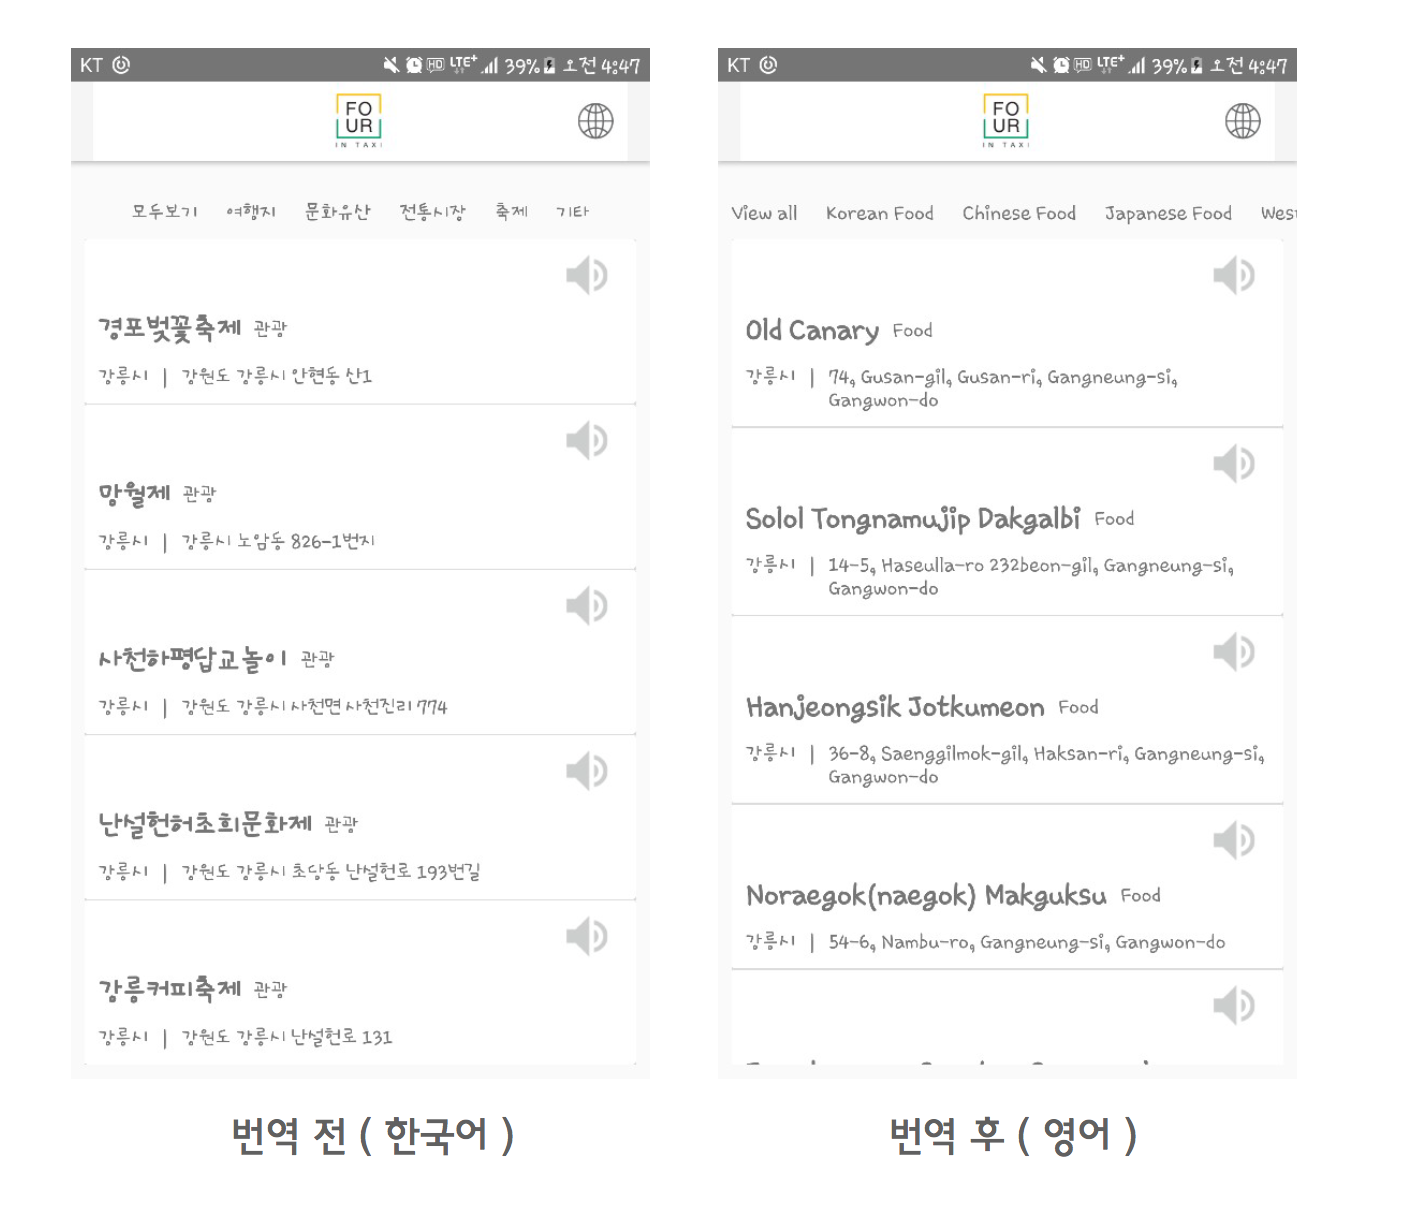 KT HD LTE+ 39% 오전 4:47
FO
UR
IN TAXI
모두보기 여행지 문화유산 전통시장 축제 기타
경포벚꽃축제 관광
강릉시 | 강원도 강릉시 안현동 산1
망월제 관광
강릉시 | 강릉시 노암동 826-1번지
사천하평답교놀이 관광
강릉시 | 강원도 강릉시 사천면 사천진리 774
난설헌허초희문화제 관광
강릉시 | 강원도 강릉시 초당동 난설헌로 193번길
강릉커피축제 관광
강릉시 | 강원도 강릉시 난설헌로 131
번역 전 ( 한국어 )
KT HD LTE+ 39% 오전 4:47
FO
UR
IN TAXI
View all Korean Food Chinese Food Japanese Food West
Old Canary Food
강릉시 | 74, Gusan-gil, Gusan-ri, Gangneung-si,
Gangwon-do
Solol Tongnamujip Dakgalbi Food
강릉시 | 14-5, Haseulla-ro 232beon-gil, Gangneung-si,
Gangwon-do
Hanjeongsik Jotkumeon Food
강릉시 | 36-8, Saenggilmok-gil, Haksan-ri, Gangneung-si,
Gangwon-do
Noraegok(naegok) Makguksu Food
강릉시 | 54-6, Nambu-ro, Gangneung-si, Gangwon-do
번역 후 ( 영어 )